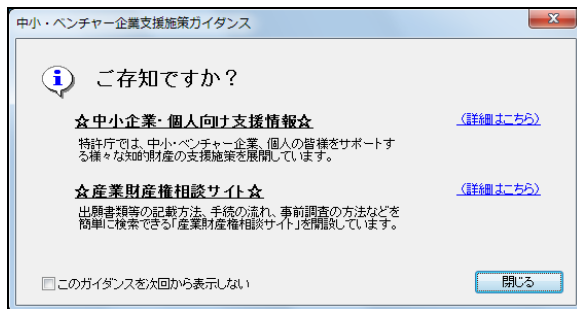 中小・ベンチャー企業支援施策ガイダンス
ご存知ですか？
☆中小企業・個人向け支援情報☆
（詳細はこちら）
特許庁では、中小・ベンチャー企業、個人の皆様をサポートす
る様々な知的財産の支援施策を展開しています。
☆産業財産権相談サイト☆
（詳細はこちら）
出願書類等の記載方法、手続の流れ、事前調査の方法などを
簡単に検索できる「産業財産権相談サイト」を開設しています。
このガイダンスを次回から表示しない
閉じる